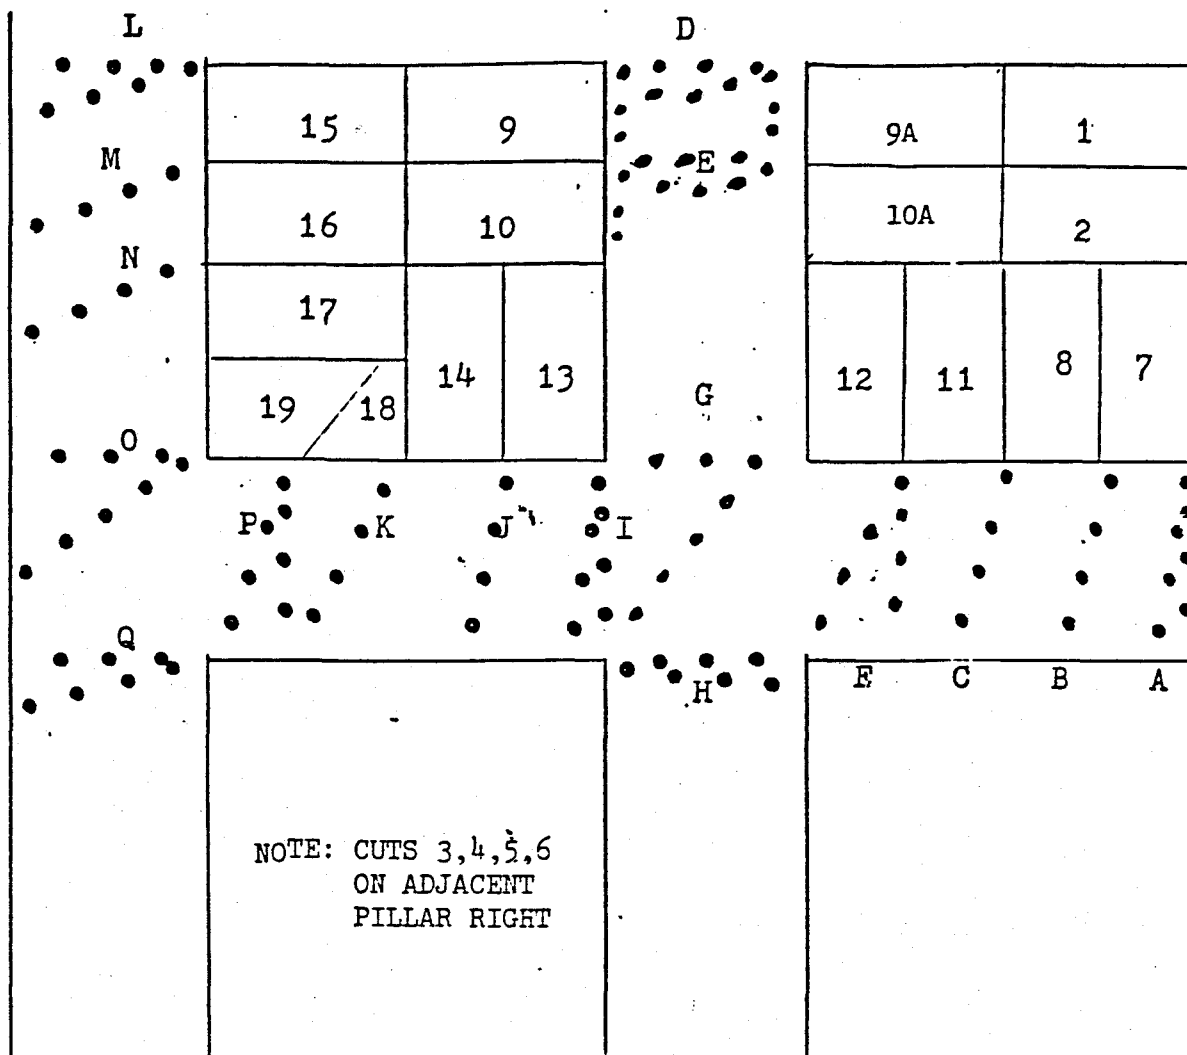 L D
15 9 9A 1
M E
16 10 10A 2
N
17
14 13 12 11 8 7
19 18
G
O
P K J I
Q
H
F C B A
NOTE: CUTS 3,4,5,6
ON ADJACENT
PILLAR RIGHT